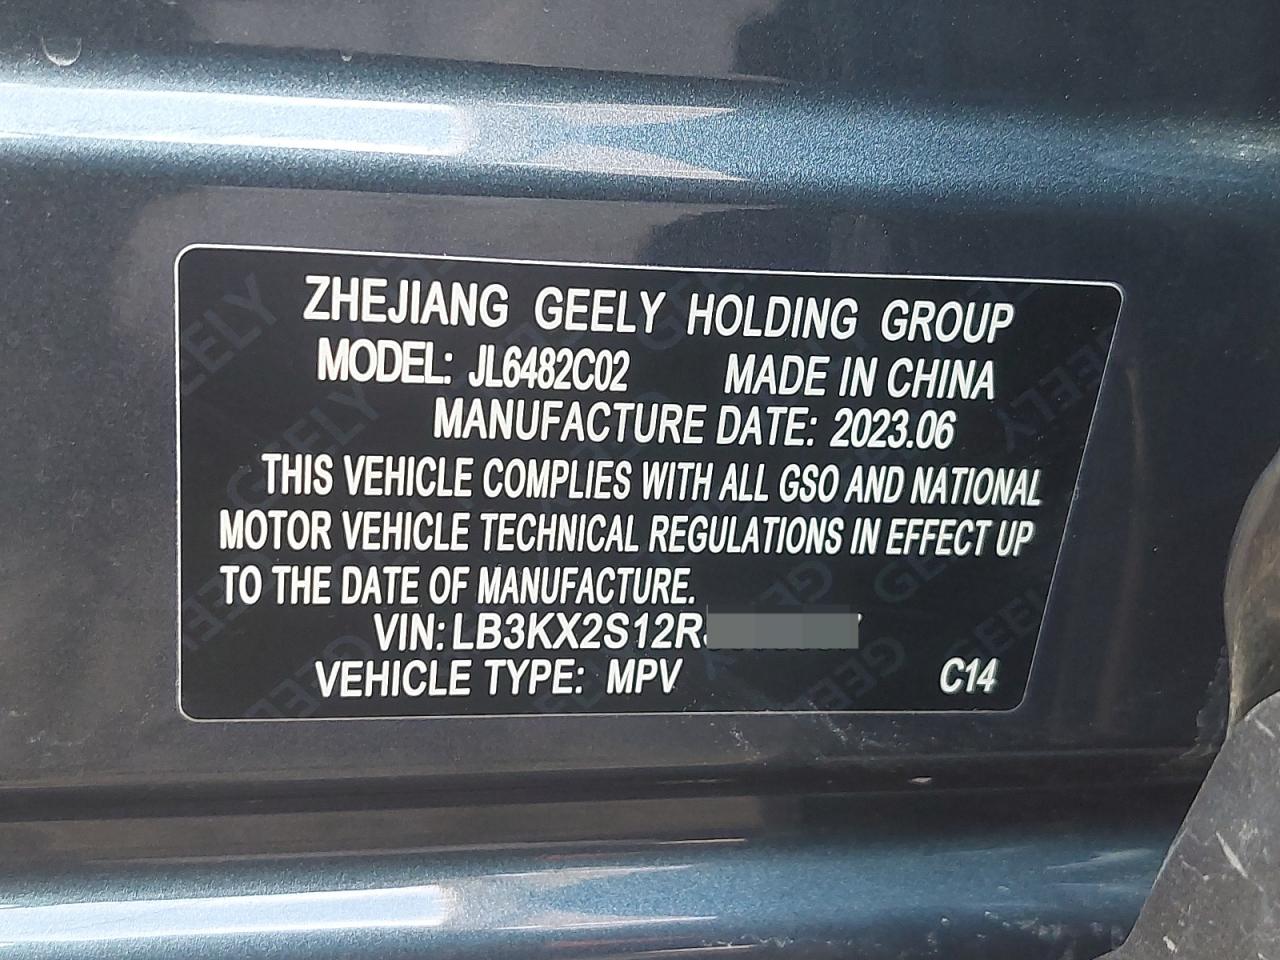 ZHEJIANG GEELY HOLDING GROUP
MODEL: JL6482C02 MADE IN CHINA
MANUFACTURE DATE: 2023.06
THIS VEHICLE COMPLIES WITH ALL GSO AND NATIONAL
MOTOR VEHICLE TECHNICAL REGULATIONS IN EFFECT UP
TO THE DATE OF MANUFACTURE.
VIN: LB3KX2S12R
VEHICLE TYPE: MPV C14